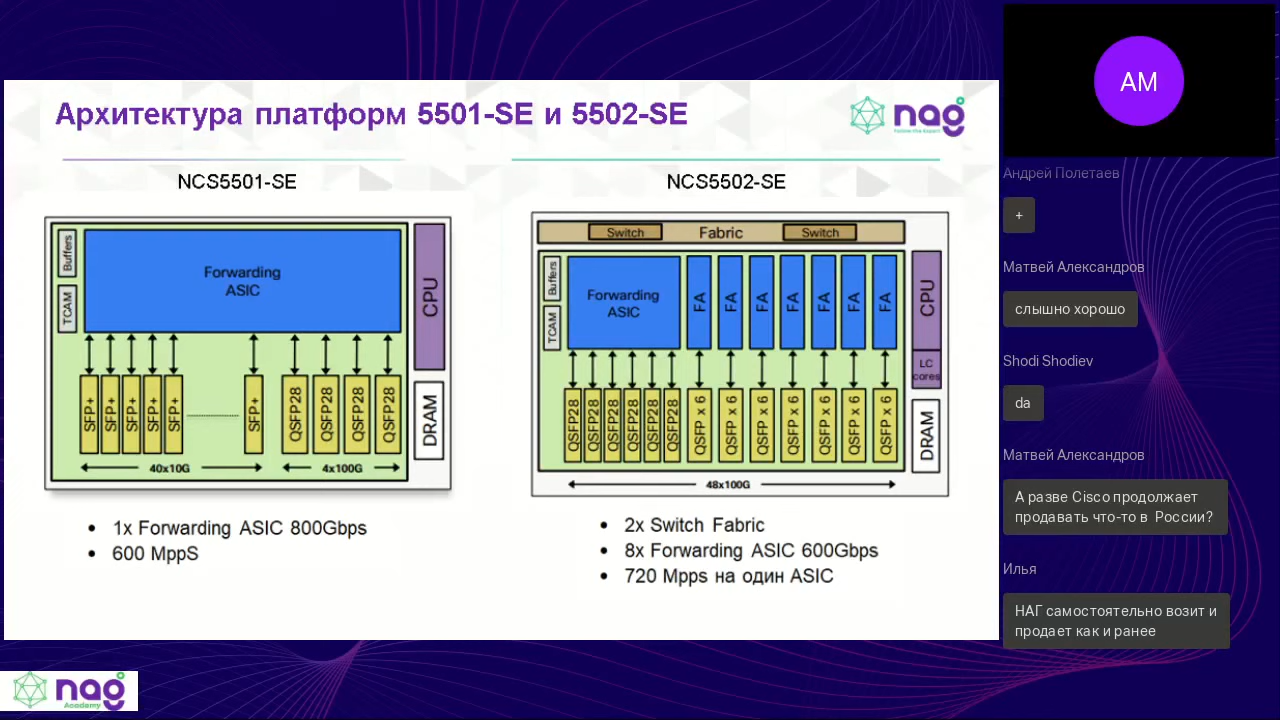 Архитектура платформ 5501-SE и 5502-SE
nag
Follow the Expert
NCS5501-SE
NCS5502-SE
Buffers
TCAM
Forwarding
ASIC
CPU
DRAM
SFP+
SFP+
SFP+
SFP+
SFP+
SFP+
QSFP28
QSFP28
QSFP28
QSFP28
40x10G
4x100G
Switch
Fabric
Switch
Buffers
TCAM
Forwarding
ASIC
FA
FA
FA
FA
FA
FA
FA
CPU
LC
cores
DRAM
QSFP28
QSFP28
QSFP28
QSFP28
QSFP28
QSFP28
QSFP x 6
QSFP x 6
QSFP x 6
QSFP x 6
QSFP x 6
QSFP x 6
QSFP x 6
48x100G
• 1x Forwarding ASIC 800Gbps
• 600 MppS
• 2x Switch Fabric
• 8x Forwarding ASIC 600Gbps
• 720 Mpps на один ASIC
nag
Academy
AM
Андрей Полетаев
+
Матвей Александров
слышно хорошо
Shodi Shodiev
da
Матвей Александров
А разве Cisco продолжает
продавать что-то в России?
Илья
НАГ самостоятельно возит и
продает как и ранее